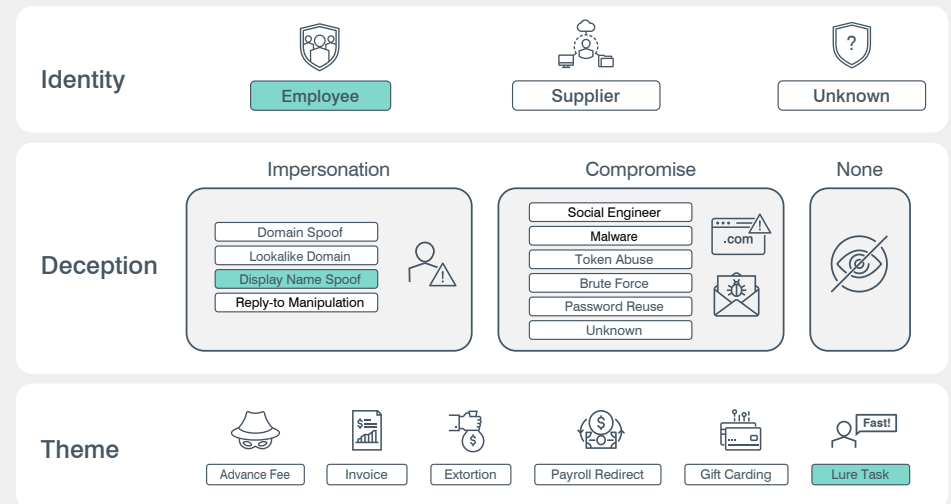 Identity
?
Employee
Supplier
Unknown
Deception
Impersonation
Domain Spoof
Lookalike Domain
Display Name Spoof
Reply-to Manipulation
!
Compromise
Social Engineer
Malware
Token Abuse
Brute Force
Password Reuse
Unknown
!
.com
None
Theme
$
$
$
Fast!
Advance Fee
Invoice
Extortion
Payroll Redirect
Gift Carding
Lure Task